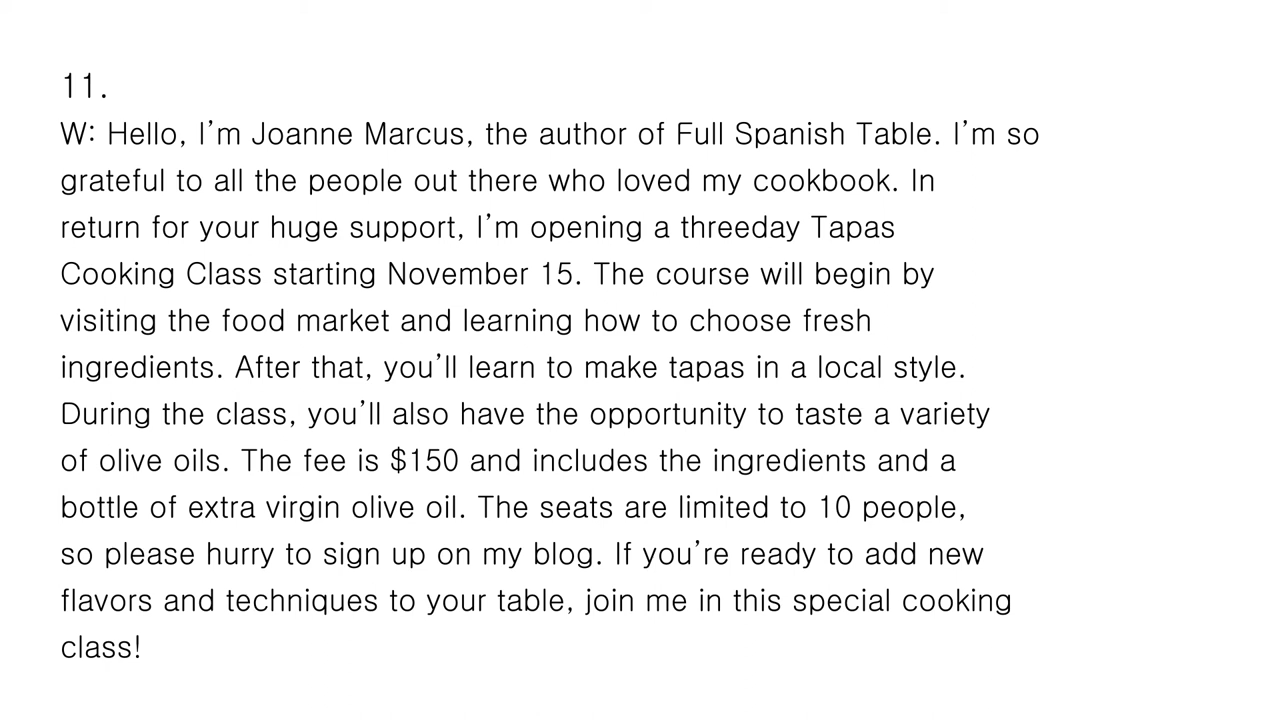 11.
W: Hello, I’m Joanne Marcus, the author of Full Spanish Table. I’m so
grateful to all the people out there who loved my cookbook. In
return for your huge support, I’m opening a threeday Tapas
Cooking Class starting November 15. The course will begin by
visiting the food market and learning how to choose fresh
ingredients. After that, you’ll learn to make tapas in a local style.
During the class, you’ll also have the opportunity to taste a variety
of olive oils. The fee is $150 and includes the ingredients and a
bottle of extra virgin olive oil. The seats are limited to 10 people,
so please hurry to sign up on my blog. If you’re ready to add new
flavors and techniques to your table, join me in this special cooking
class!